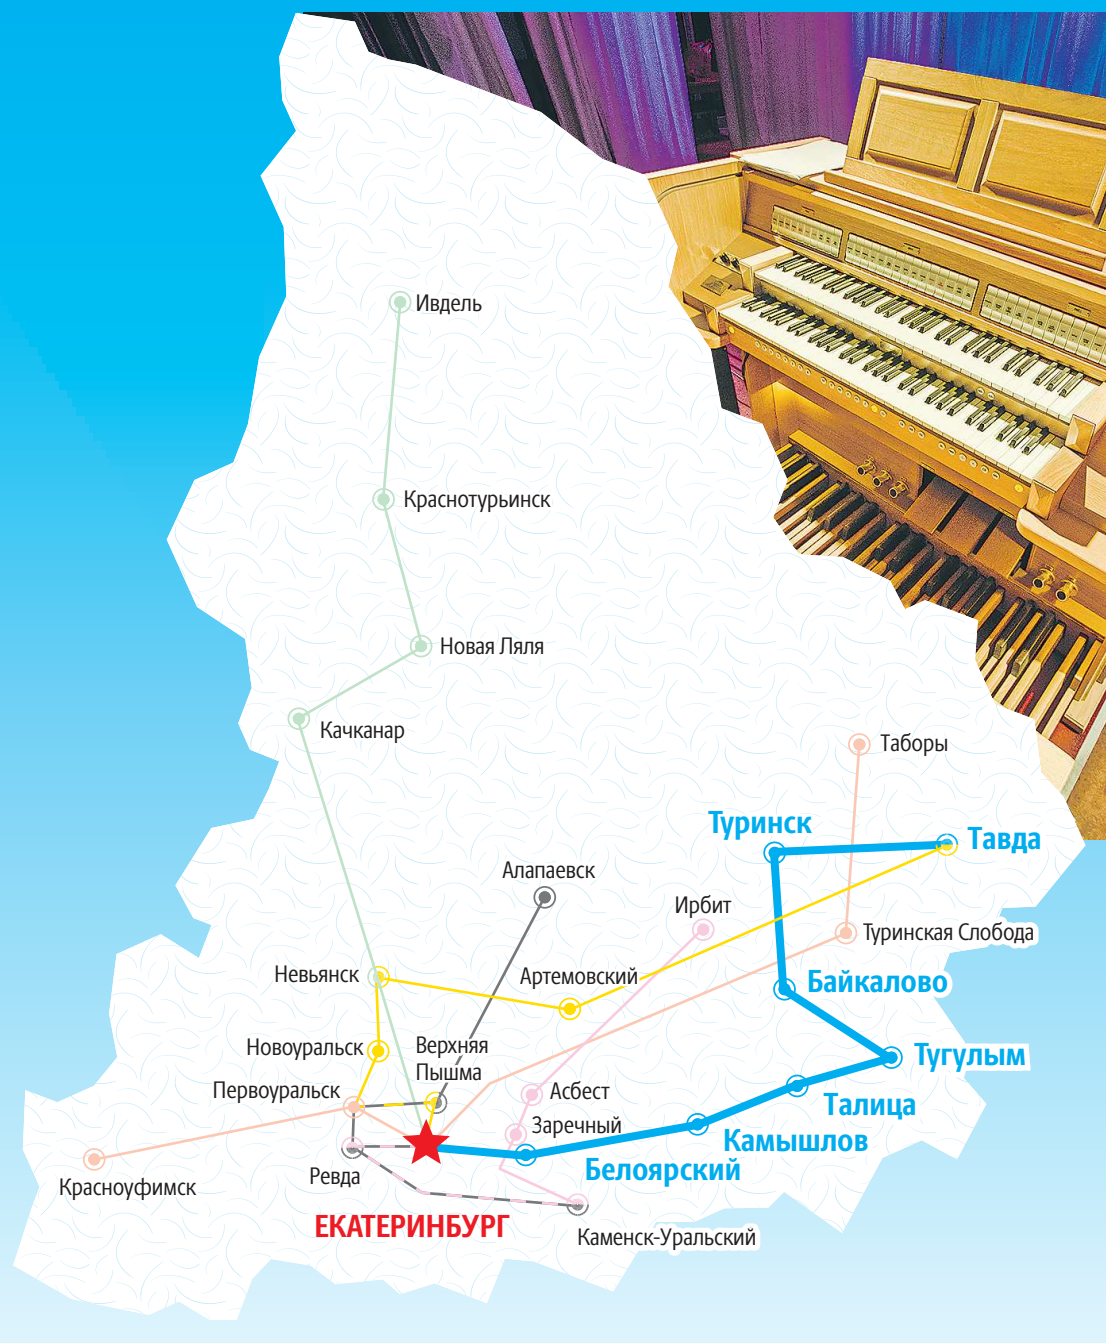 Ивдель
Краснотурьинск
Новая Ляля
Качканар
Таборы
Туринск
Тавда
Алапаевск
Ирбит
Туринская Слобода
Невьянск
Артемовский
Байкалово
Новоуральск
Верхняя
Пышма
Тугулым
Первоуральск
Асбест
Талица
Заречный
Камышлов
Белоярский
Ревда
Красноуфимск
ЕКАТЕРИНБУРГ
Каменск-Уральский